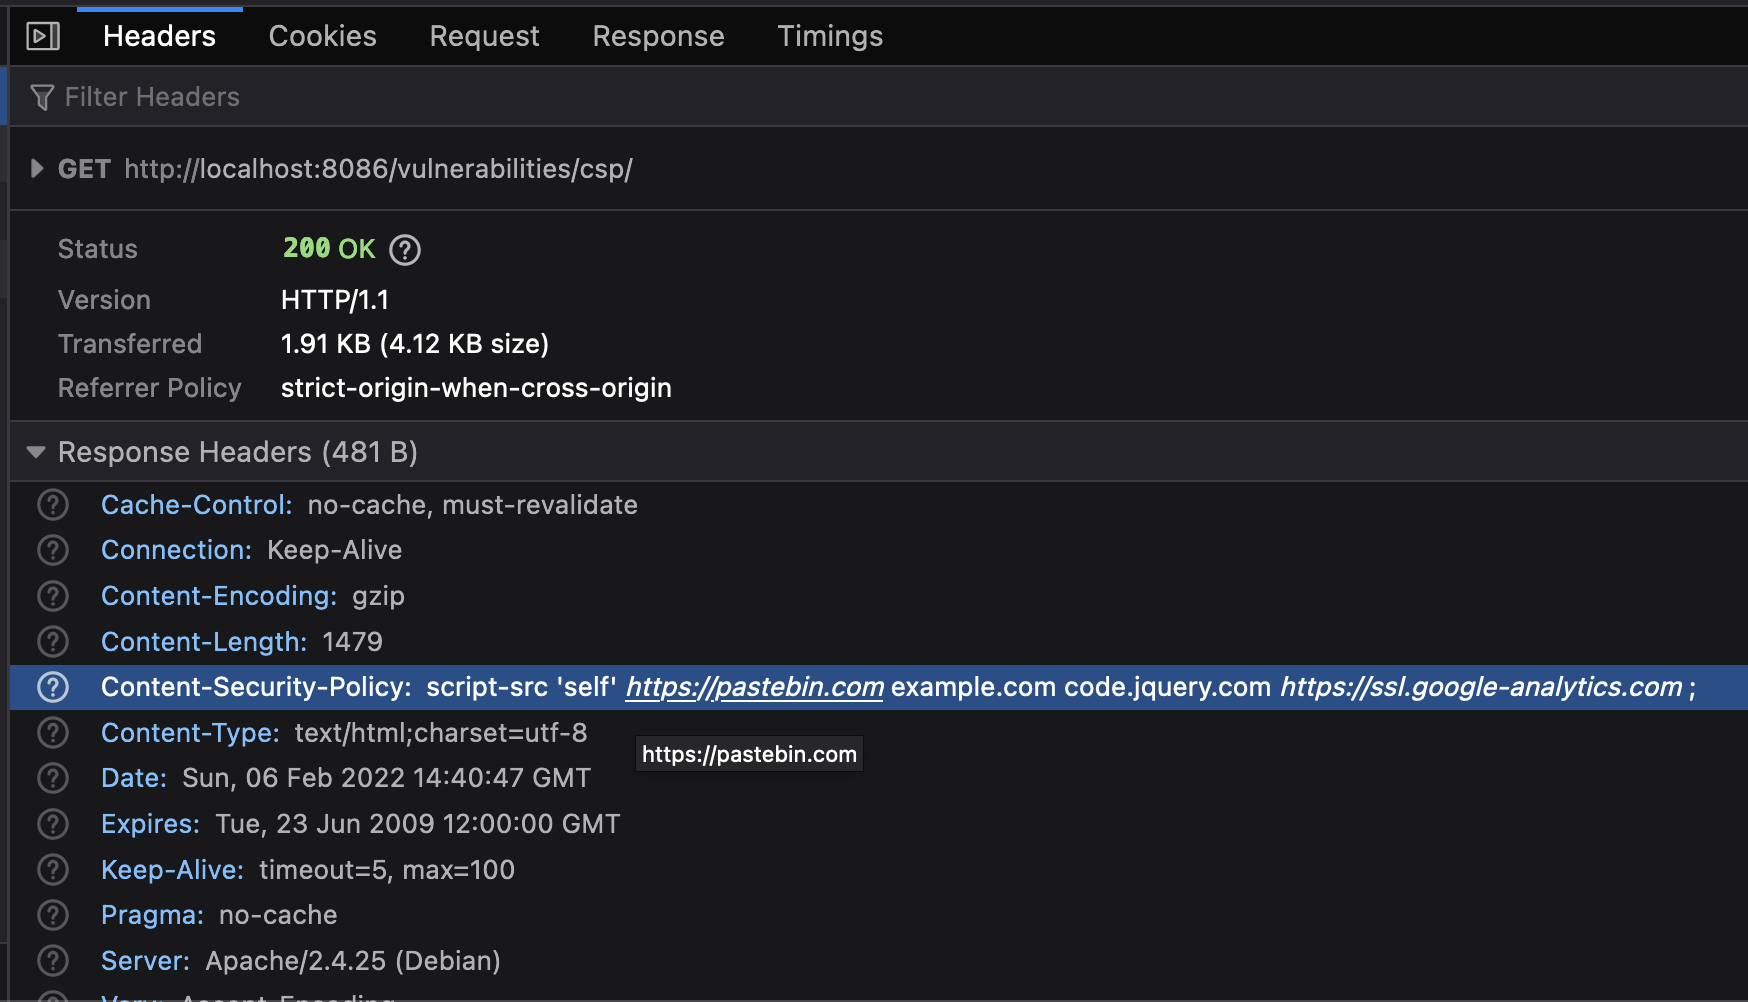 Headers Cookies Request Response Timings
Filter Headers
GET http://localhost:8086/vulnerabilities/csp/
Status 200 OK ?
Version HTTP/1.1
Transferred 1.91 KB (4.12 KB size)
Referrer Policy strict-origin-when-cross-origin
Response Headers (481 B)
? Cache-Control: no-cache, must-revalidate
? Connection: Keep-Alive
? Content-Encoding: gzip
? Content-Length: 1479
? Content-Security-Policy: script-src 'self' https://pastebin.com example.com code.jquery.com https://ssl.google-analytics.com ;
? Content-Type: text/html;charset=utf-8
https://pastebin.com
? Date: Sun, 06 Feb 2022 14:40:47 GMT
? Expires: Tue, 23 Jun 2009 12:00:00 GMT
? Keep-Alive: timeout=5, max=100
? Pragma: no-cache
? Server: Apache/2.4.25 (Debian)
Vary: Accept-Encoding